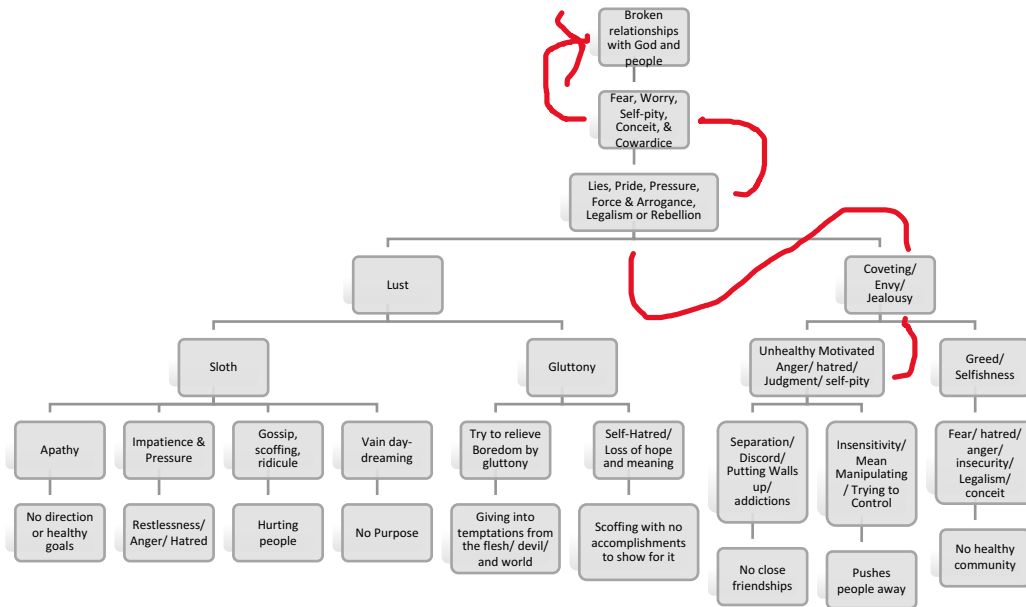 Broken
relationships
with God and
people
Fear, Worry,
Self-pity,
Conceit, &
Cowardice
Lies, Pride, Pressure,
Force & Arrogance,
Legalism or Rebellion
Lust
Coveting/
Envy/
Jealousy
Sloth
Gluttony
Unhealthy Motivated
Anger/ hatred/
Judgment/ self-pity
Greed/
Selfishness
Apathy
Impatience &
Pressure
Gossip,
scoffing,
ridicule
Vain day-
dreaming
Try to relieve
Boredom by
gluttony
Self-Hatred/
Loss of hope
and meaning
Separation/
Discord/
Putting Walls
up/
addictions
Insensitivity/
Mean
Manipulating
/ Trying to
Control
Fear/ hatred/
anger/
insecurity/
Legalism/
conceit
No direction
or healthy
goals
Restlessness/
Anger/ Hatred
Hurting
people
No Purpose
Giving into
temptations from
the flesh/ devil/
and world
Scoffing with no
accomplishments
to show for it
No close
friendships
Pushes
people away
No healthy
community